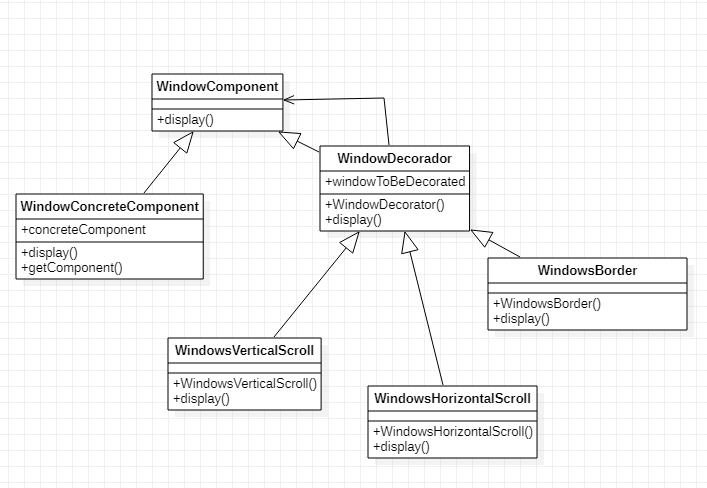 WindowComponent
+display()
WindowDecorador
+windowToBeDecorated
+WindowDecorator()
+display()
WindowConcreteComponent
+concreteComponent
+display()
+getComponent()
WindowsBorder
+WindowsBorder()
+display()
WindowsVerticalScroll
+WindowsVerticalScroll()
+display()
WindowsHorizontalScroll
+WindowsHorizontalScroll()
+display()